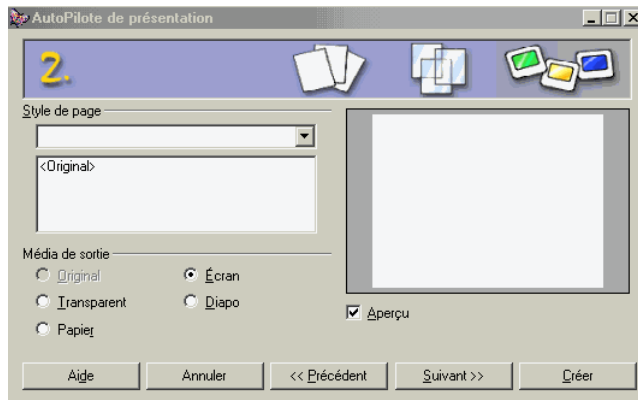 AutoPilote de présentation
2.
Style de page
<Original>
Média de sortie
Original
Écran
Transparent
Diapo
Papier
Aperçu
Aide
Annuler
<< Précédent
Suivant >>
Créer